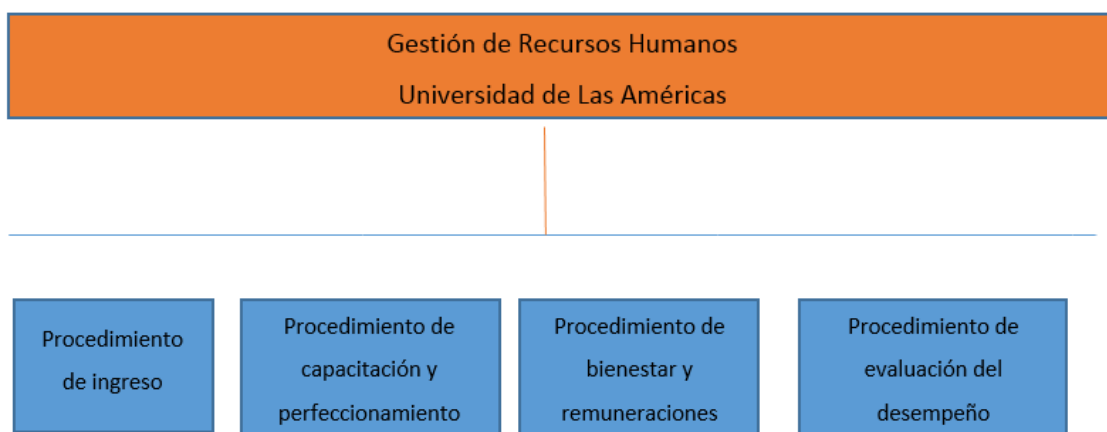 Gestión de Recursos Humanos
Universidad de Las Américas
Procedimiento
de ingreso
Procedimiento de
capacitación y
perfeccionamiento
Procedimiento de
bienestar y
remuneraciones
Procedimiento de
evaluación del
desempeño